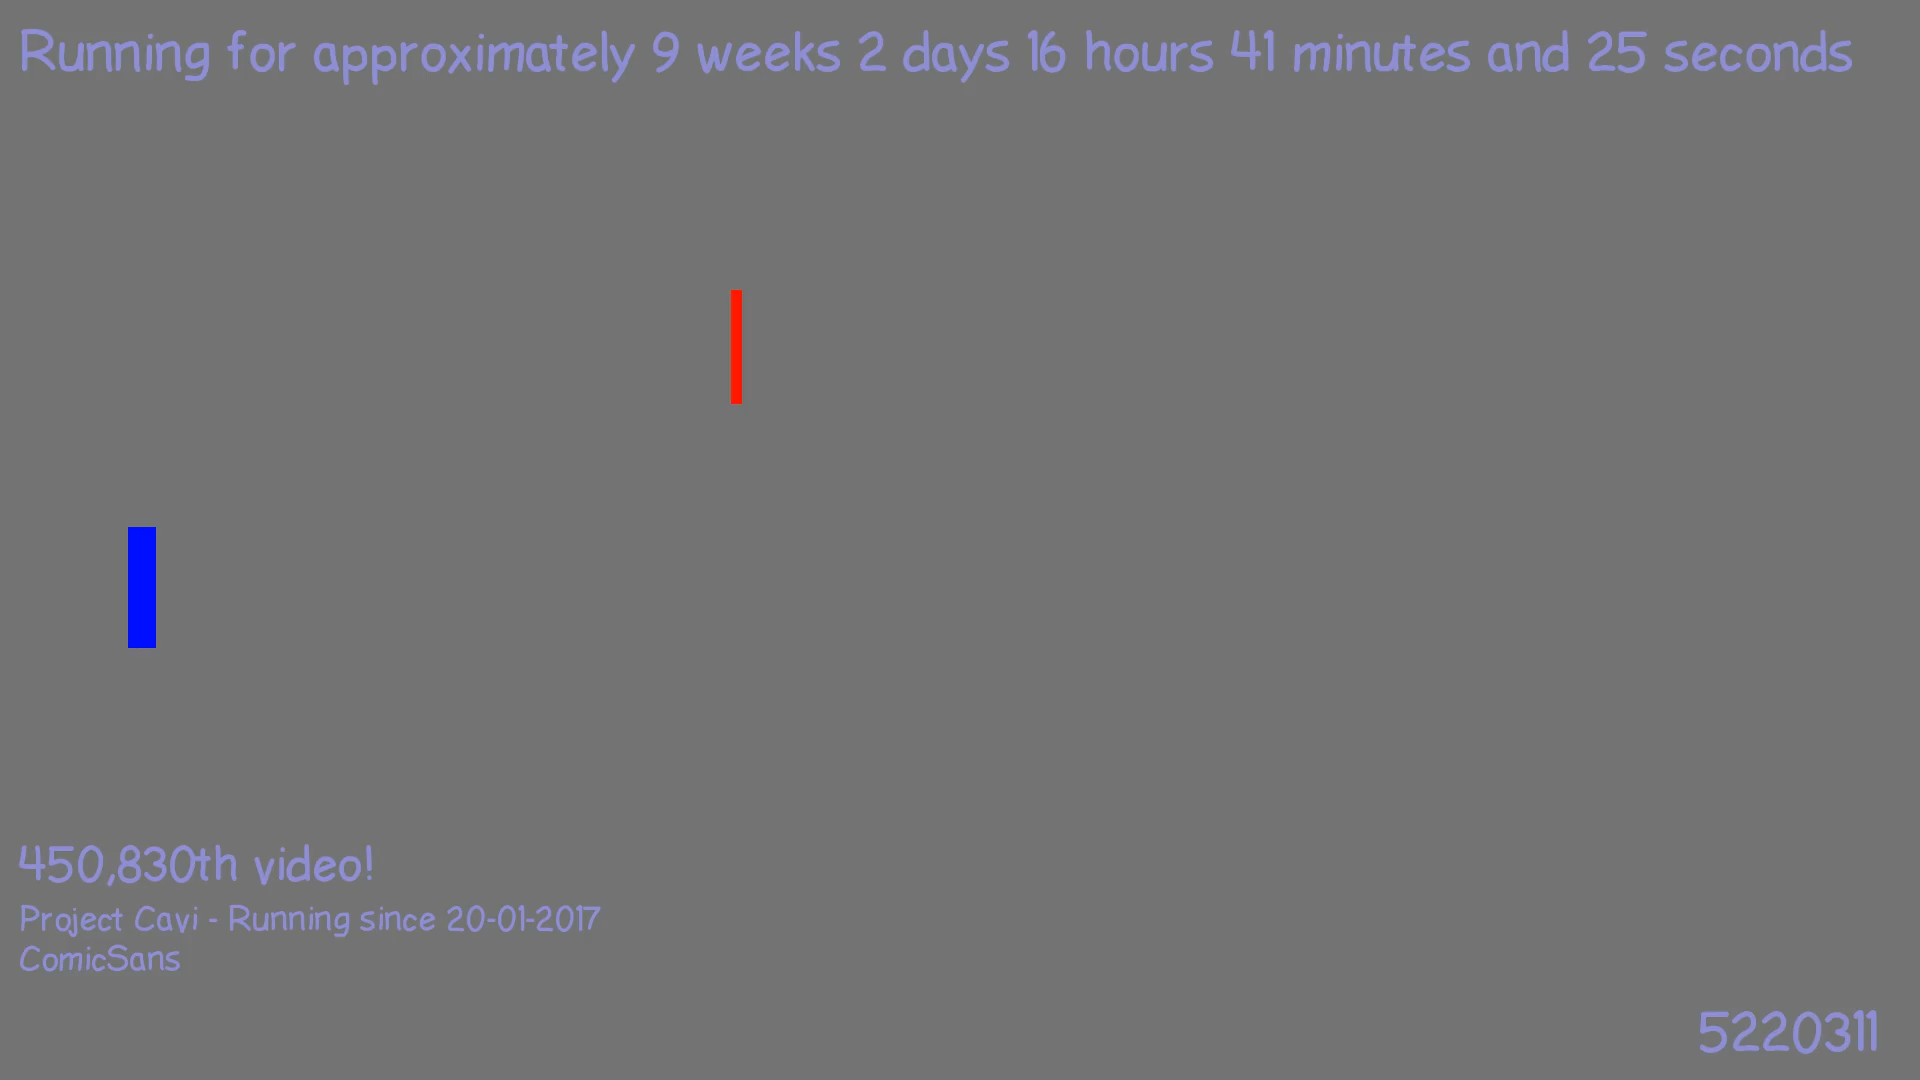 Running for approximately 9 weeks 2 days 16 hours 41 minutes and 25 seconds
450,830th video!
Project Cavi - Running since 20-01-2017
ComicSans
5220311